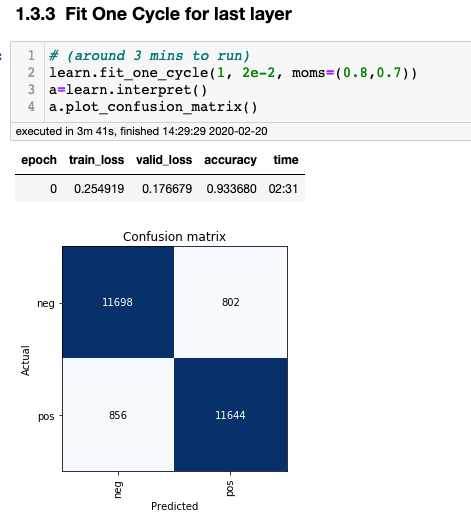 1.3.3 Fit One Cycle for last layer
1 # (around 3 mins to run)
2 learn.fit_one_cycle(1, 2e-2, moms=(0.8,0.7))
3 a=learn.interpret()
4 a.plot_confusion_matrix()
executed in 3m 41s, finished 14:29:29 2020-02-20
epoch train_loss valid_loss accuracy time
0 0.254919 0.176679 0.933680 02:31
Confusion matrix
neg 11698 802
Actual
pos 856 11644
neg pos
Predicted